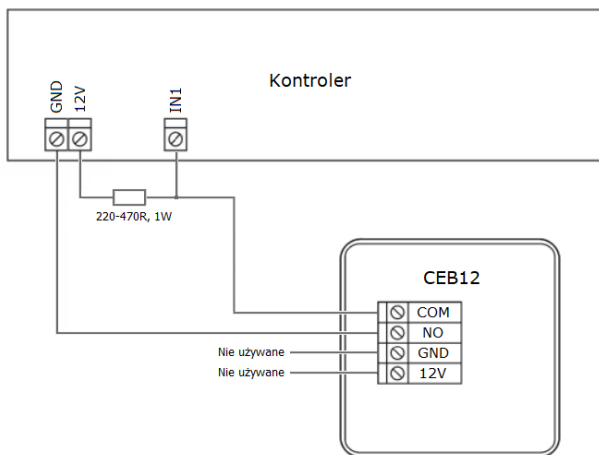 Kontroler
GND
12V
IN1
220-470R, 1W
CEB12
COM
NO
Nie używane
GND
Nie używane
12V